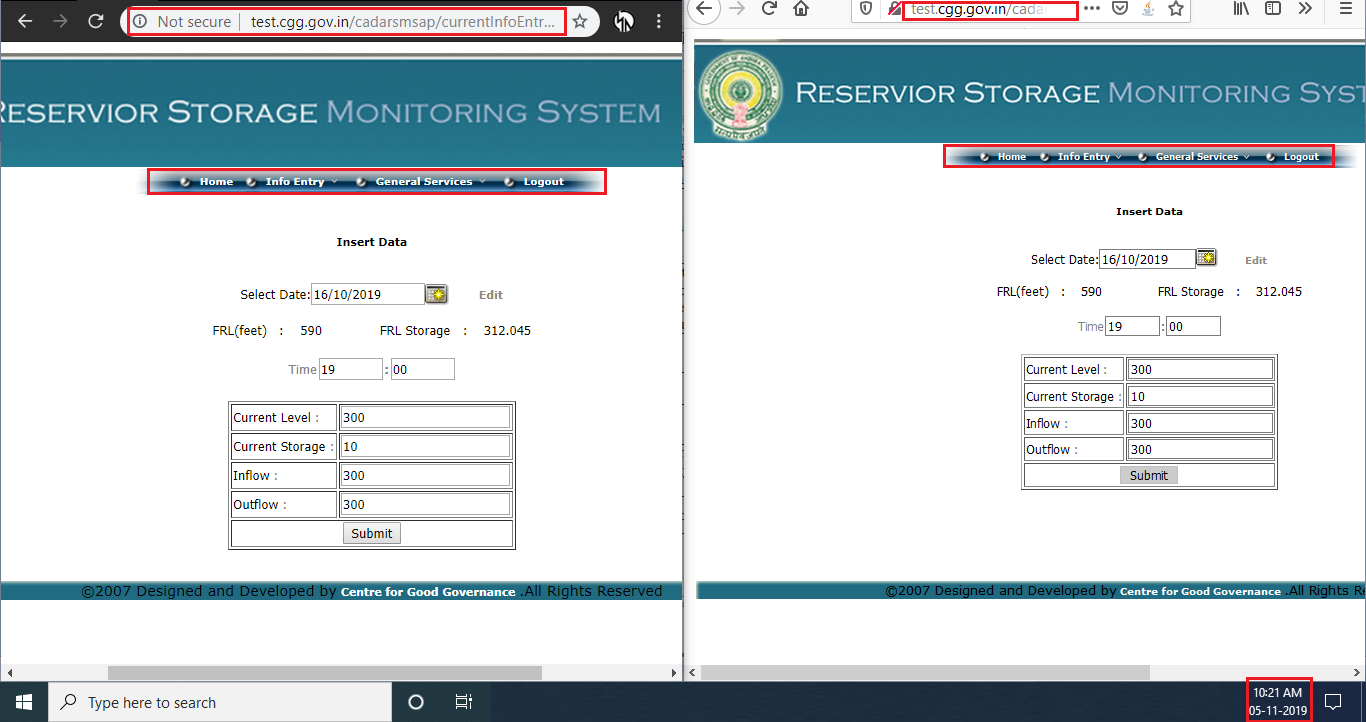 Not secure | test.cgg.gov.in/cadarsmsap/currentInfoEntr...
RESERVIOR STORAGE MONITORING SYSTEM
Home Info Entry General Services Logout
Insert Data
Select Date: 16/10/2019 Edit
FRL(feet) : 590 FRL Storage : 312.045
Time 19 : 00
Current Level : 300
Current Storage : 10
Inflow : 300
Outflow : 300
Submit
©2007 Designed and Developed by Centre for Good Governance .All Rights Reserved
test.cgg.gov.in/cadar
RESERVIOR STORAGE MONITORING SYST
Home Info Entry General Services Logout
Insert Data
Select Date: 16/10/2019 Edit
FRL(feet) : 590 FRL Storage : 312.045
Time 19 : 00
Current Level : 300
Current Storage : 10
Inflow : 300
Outflow : 300
Submit
©2007 Designed and Developed by Centre for Good Governance .All Rights R
Type here to search
10:21 AM
05-11-2019